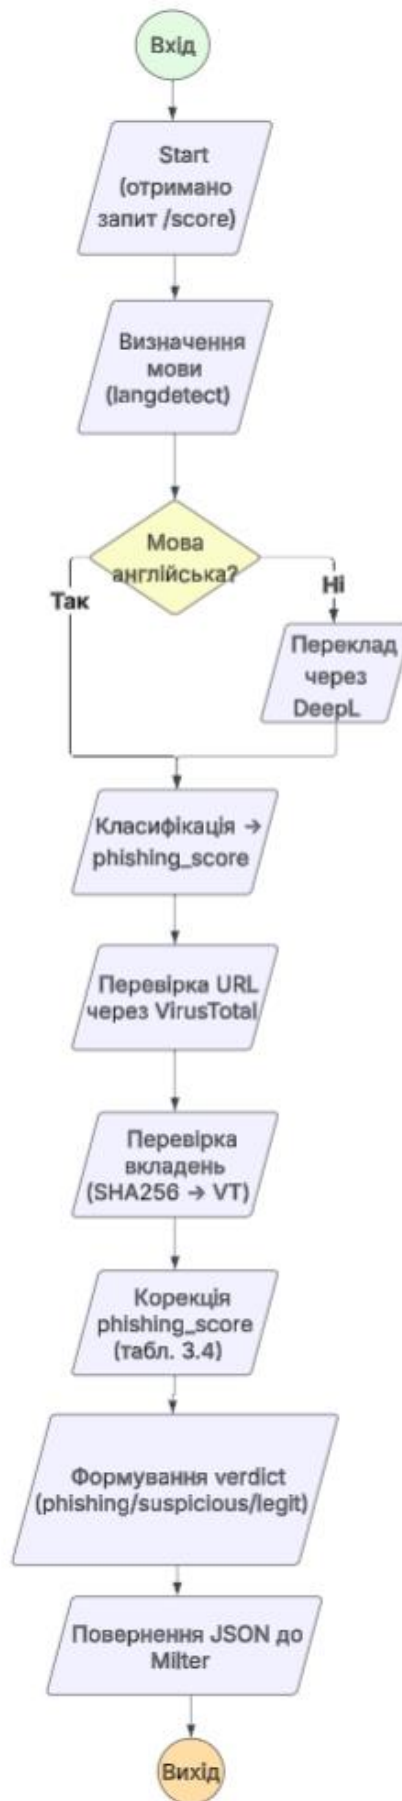 Вхід
Start
(отримано
запит /score)
Визначення
мови
(langdetect)
Мова
англійська?
Так
Ні
Переклад
через
DeepL
Класифікація →
phishing_score
Перевірка URL
через VirusTotal
Перевірка
вкладень
(SHA256 → VT)
Корекція
phishing_score
(табл. 3.4)
Формування verdict
(phishing/suspicious/legit)
Повернення JSON до
Milter
Вихід